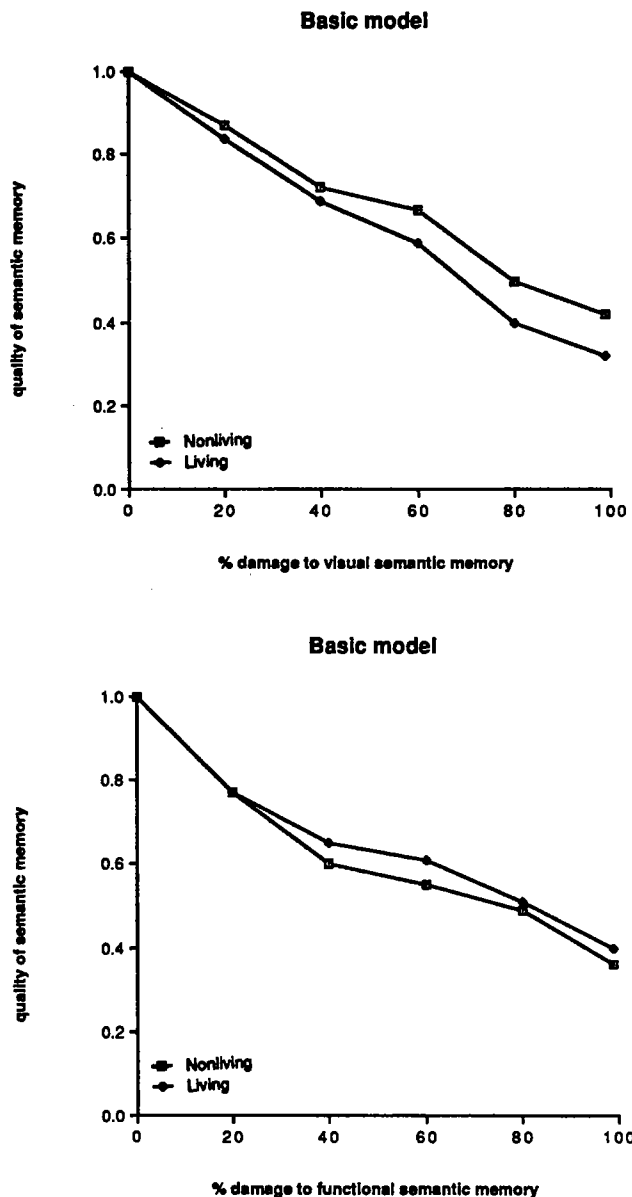 Basic model
1.0
0.8
0.6
0.4
0.2
0.0
quality of semantic memory
Nonliving
Living
0 20 40 60 80 100
% damage to visual semantic memory
Basic model
1.0
0.8
0.6
0.4
0.2
0.0
quality of semantic memory
Nonliving
Living
0 20 40 60 80 100
% damage to functional semantic memory